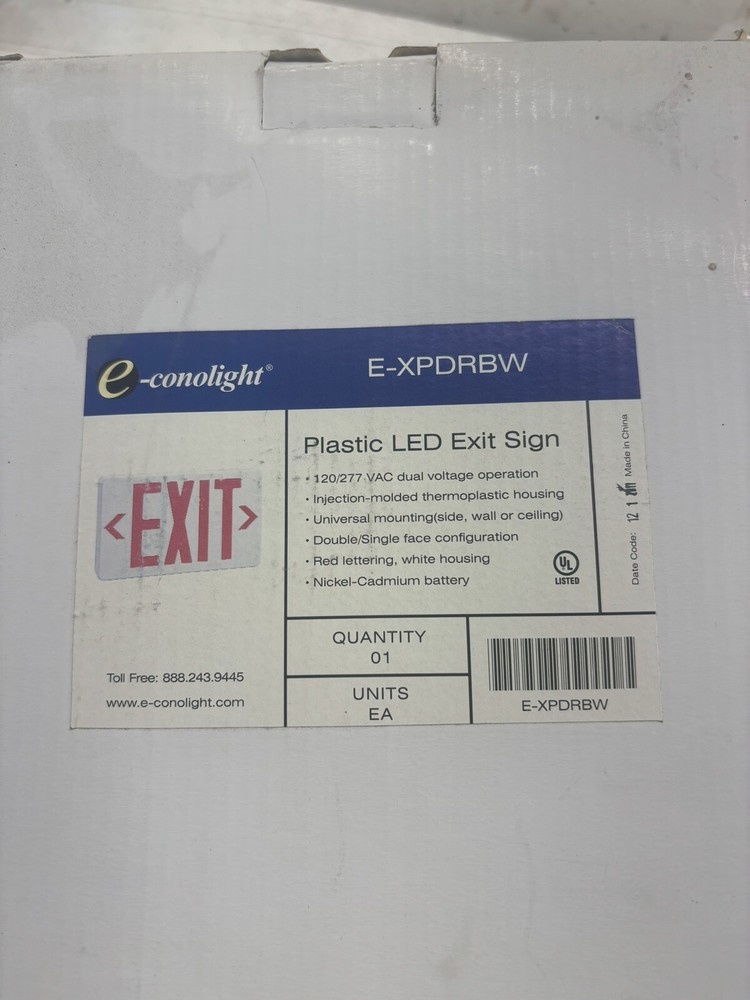 e-conolight®
E-XPDRBW
Plastic LED Exit Sign
• 120/277 VAC dual voltage operation
• Injection-molded thermoplastic housing
• Universal mounting(side, wall or ceiling)
• Double/Single face configuration
• Red lettering, white housing
• Nickel-Cadmium battery
UL
LISTED
<EXIT>
Toll Free: 888.243.9445
www.e-conolight.com
QUANTITY
01
UNITS
EA
E-XPDRBW
Date Code: 12 1
Made in China